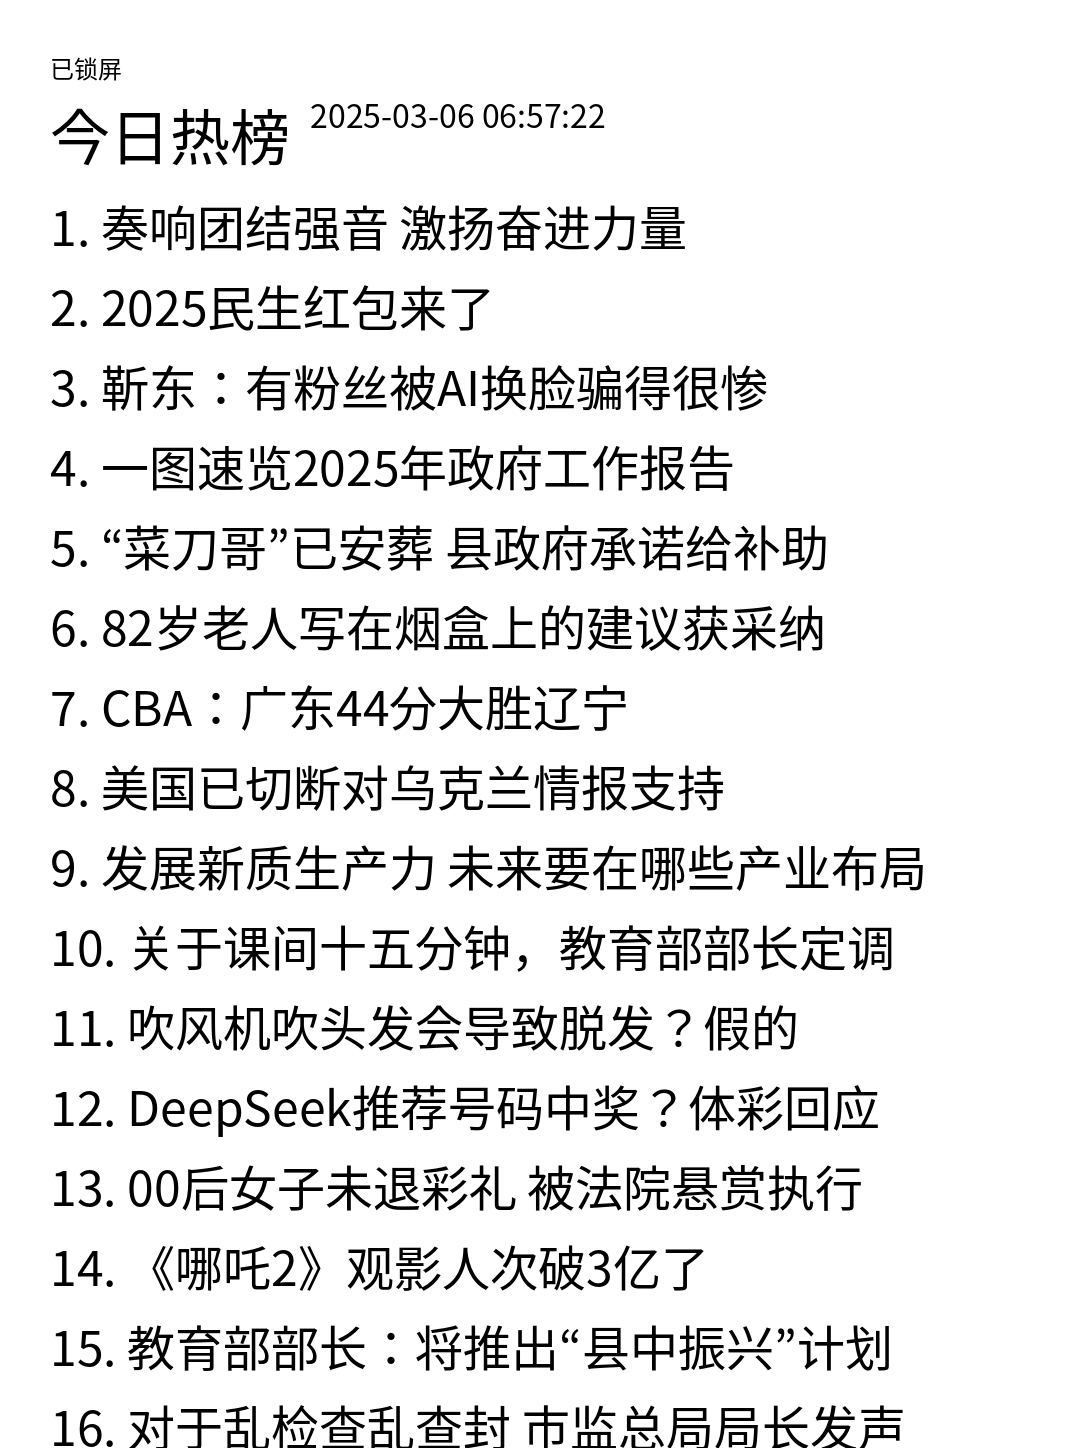 已锁屏
今日热榜 2025-03-06 06:57:22
1. 奏响团结强音 激扬奋进力量
2. 2025民生红包来了
3. 靳东：有粉丝被AI换脸骗得很惨
4. 一图速览2025年政府工作报告
5. “菜刀哥”已安葬 县政府承诺给补助
6. 82岁老人写在烟盒上的建议获采纳
7. CBA：广东44分大胜辽宁
8. 美国已切断对乌克兰情报支持
9. 发展新质生产力 未来要在哪些产业布局
10. 关于课间十五分钟，教育部部长定调
11. 吹风机吹头发会导致脱发？假的
12. DeepSeek推荐号码中奖？体彩回应
13. 00后女子未退彩礼 被法院悬赏执行
14. 《哪吒2》观影人次破3亿了
15. 教育部部长：将推出“县中振兴”计划
16. 对于乱检查乱查封 市监总局局长发声